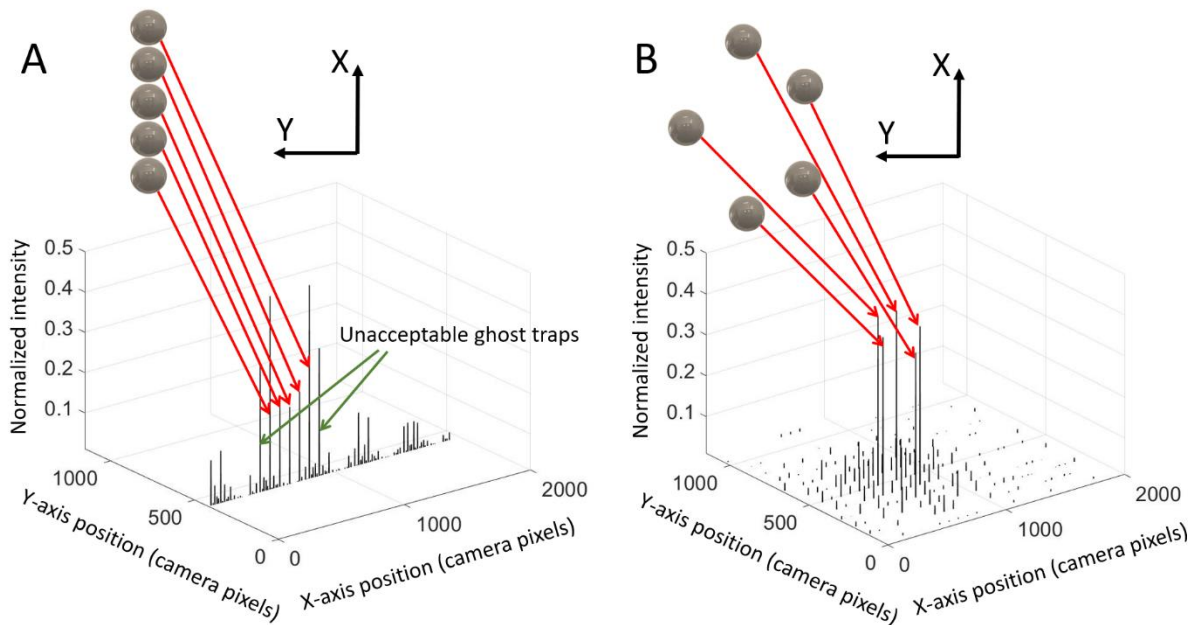 A
X
Y
Normalized intensity
0.5
0.4
0.3
0.2
0.1
Unacceptable ghost traps
1000
500
0
0
1000
2000
Y-axis position (camera pixels)
X-axis position (camera pixels)
B
X
Y
Normalized intensity
0.5
0.4
0.3
0.2
0.1
1000
500
0
0
1000
2000
Y-axis position (camera pixels)
X-axis position (camera pixels)